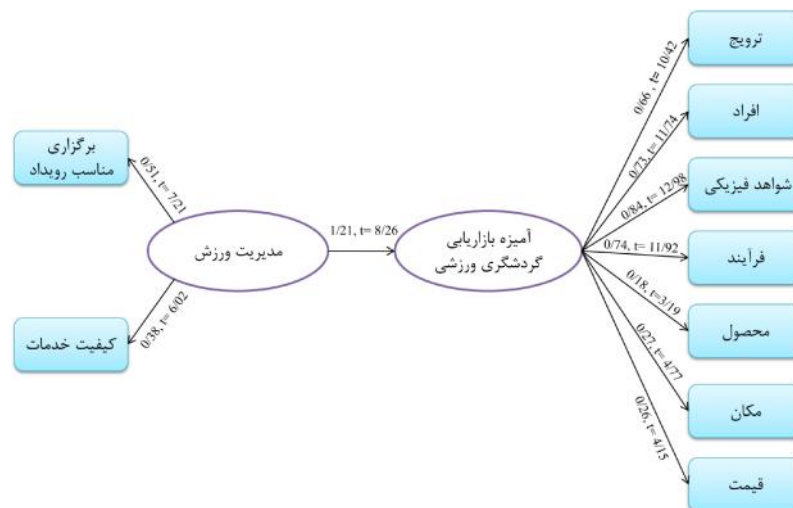 ترویج
0/66 , t= 10/42
افراد
0/73, t= 11/74
شواهد فیزیکی
0/84, t= 12/98
فرآیند
0/74, t= 11/92
محصول
0/18, t=3/19
مکان
0/27, t= 4/77
قیمت
0/26, t= 4/15
آمیزه بازاریابی
گردشگری ورزشی
1/21, t= 8/26
مدیریت ورزش
برگزاری
مناسب رویداد
0/51, t= 7/21
کیفیت خدمات
0/38, t= 6/02